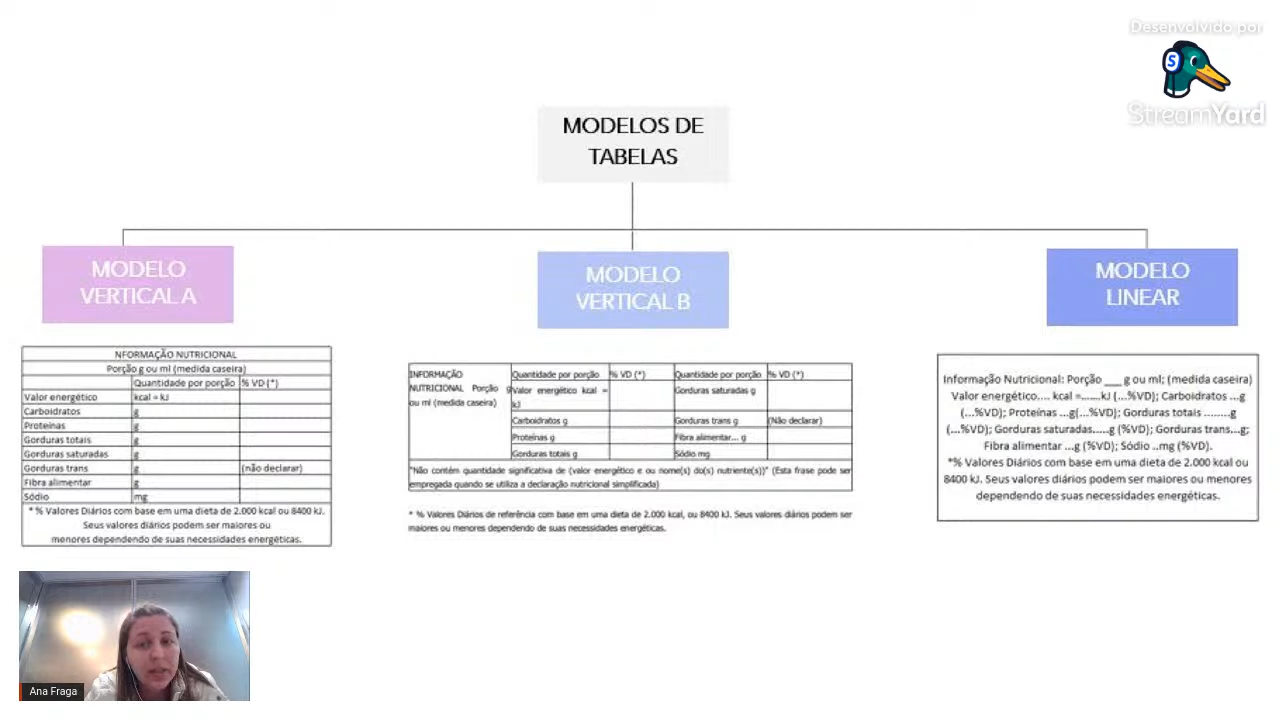 Desenvolvido por
StreamYard
MODELOS DE
TABELAS
MODELO
VERTICAL A
MODELO
VERTICAL B
MODELO
LINEAR
NFORMAÇÃO NUTRICIONAL
Porção g ou ml (medida caseira)
Quantidade por porção % VD (*)
Valor energético kcal = kJ
Carboidratos g
Proteínas g
Gorduras totais g
Gorduras saturadas g
Gorduras trans g (não declarar)
Fibra alimentar g
Sódio mg
* % Valores Diários com base em uma dieta de 2.000 kcal ou 8400 kJ.
Seus valores diários podem ser maiores ou
menores dependendo de suas necessidades energéticas.
INFORMAÇÃO
NUTRICIONAL Porção g
ou ml (medida caseira)
Quantidade por porção % VD (*) Quantidade por porção % VD (*)
Valor energético kcal = Gorduras saturadas g
kJ
Carboidratos g Gorduras trans g (Não declarar)
Proteínas g Fibra alimentar... g
Gorduras totais g Sódio mg
"Não contém quantidade significativa de (valor energético e ou nome(s) do(s) nutriente(s))" (Esta frase pode ser
empregada quando se utiliza a declaração nutricional simplificada)
* % Valores Diários de referência com base em uma dieta de 2.000 kcal, ou 8400 kJ. Seus valores diários podem ser
maiores ou menores dependendo de suas necessidades energéticas.
Informação Nutricional: Porção ___ g ou ml; (medida caseira)
Valor energético.... kcal =.......kJ (...%VD); Carboidratos ...g
(...%VD); Proteínas ...g(...%VD); Gorduras totais ........g
(...%VD); Gorduras saturadas.....g (%VD); Gorduras trans...g;
Fibra alimentar ...g (%VD); Sódio ..mg (%VD).
*% Valores Diários com base em uma dieta de 2.000 kcal ou
8400 kJ. Seus valores diários podem ser maiores ou menores
dependendo de suas necessidades energéticas.
Ana Fraga